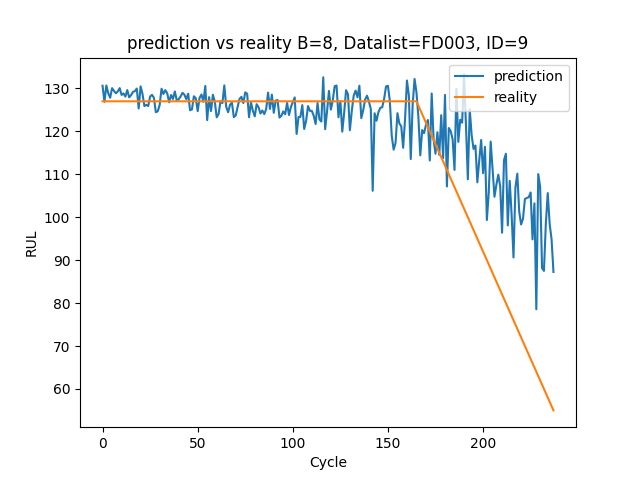 prediction vs reality B=8, Datalist=FD003, ID=9
prediction
reality
RUL
130
120
110
100
90
80
70
60
0 50 100 150 200
Cycle